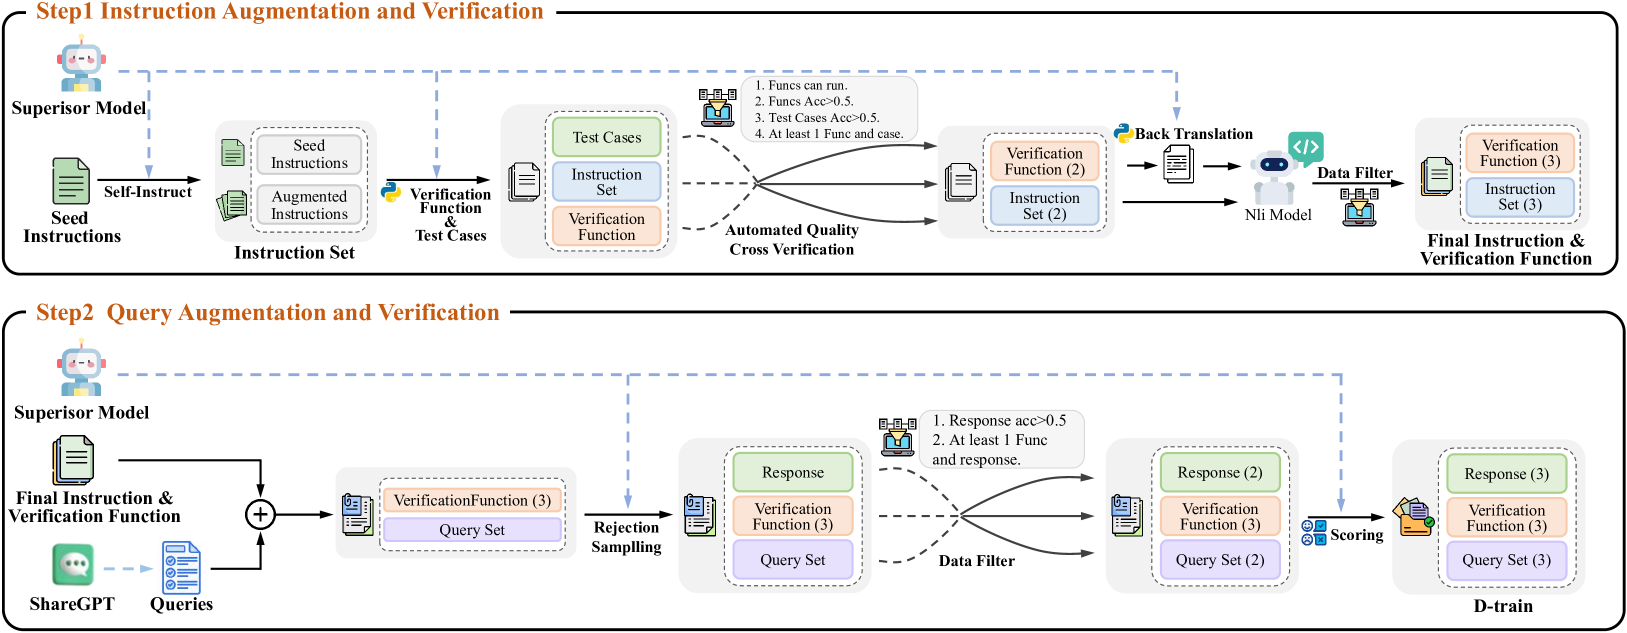 Step1 Instruction Augmentation and Verification
Superisor Model
Seed
Instructions
Self-Instruct
Seed
Instructions
Augmented
Instructions
Instruction Set
Verification
Function
&
Test Cases
Test Cases
Instruction
Set
Verification
Function
1. Funcs can run.
2. Funcs Acc>0.5.
3. Test Cases Acc>0.5.
4. At least 1 Func and case.
Automated Quality
Cross Verification
Verification
Function (2)
Instruction
Set (2)
Back Translation
Nli Model
Data Filter
Verification
Function (3)
Instruction
Set (3)
Final Instruction &
Verification Function
Step2 Query Augmentation and Verification
Superisor Model
Final Instruction &
Verification Function
ShareGPT
Queries
VerificationFunction (3)
Query Set
Rejection
Samplling
Response
Verification
Function (3)
Query Set
1. Response acc>0.5
2. At least 1 Func
and response.
Data Filter
Response (2)
Verification
Function (3)
Query Set (2)
Scoring
Response (3)
Verification
Function (3)
Query Set (3)
D-train